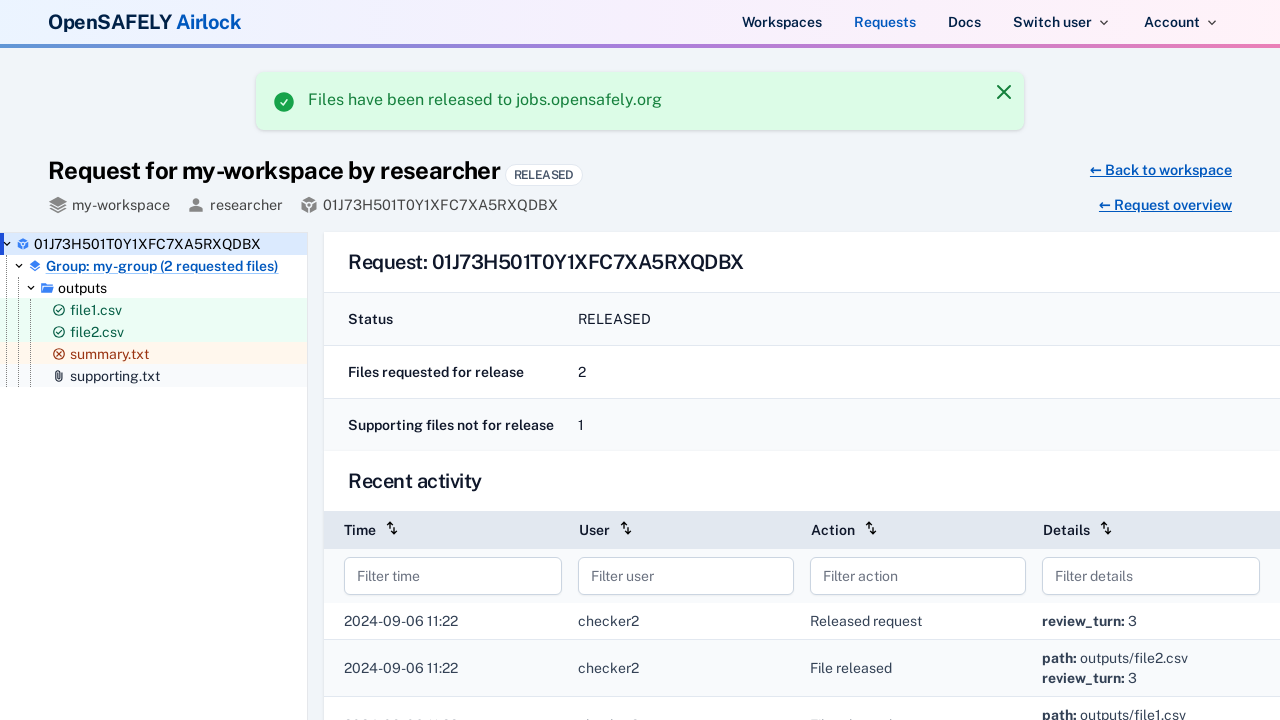 OpenSAFELY Airlock Workspaces Requests Docs Switch user Account
Files have been released to jobs.opensafely.org
Request for my-workspace by researcher RELEASED ← Back to workspace
my-workspace researcher 01J73H501T0Y1XFC7XA5RXQDBX ← Request overview
01J73H501T0Y1XFC7XA5RXQDBX
Group: my-group (2 requested files)
outputs
file1.csv
file2.csv
summary.txt
supporting.txt
Request: 01J73H501T0Y1XFC7XA5RXQDBX
Status RELEASED
Files requested for release 2
Supporting files not for release 1
Recent activity
Time User Action Details
Filter time Filter user Filter action Filter details
2024-09-06 11:22 checker2 Released request review_turn: 3
2024-09-06 11:22 checker2 File released path: outputs/file2.csv
review_turn: 3
path: outputs/file1.csv